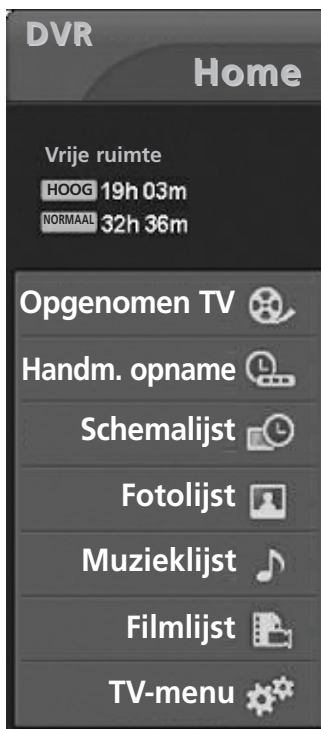 DVR
Home
Vrije ruimte
HOOG 19h 03m
NORMAAL 32h 36m
Opgenomen TV
Handm. opname
Schemalijst
Fotolijst
Muzieklijst
Filmlijst
TV-menu